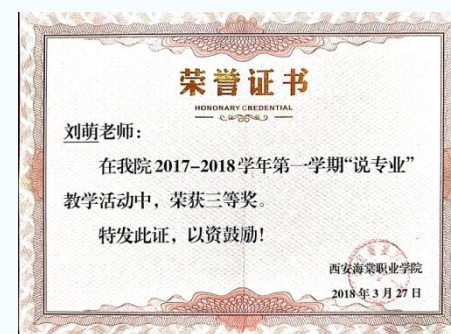 荣誉证书
HONORARY CREDENTIAL
刘萌老师：
在我院2017-2018学年第一学期“说专业”
教学活动中，荣获三等奖。
特发此证，以资鼓励！
西安海棠职业学院
2018年3月27日